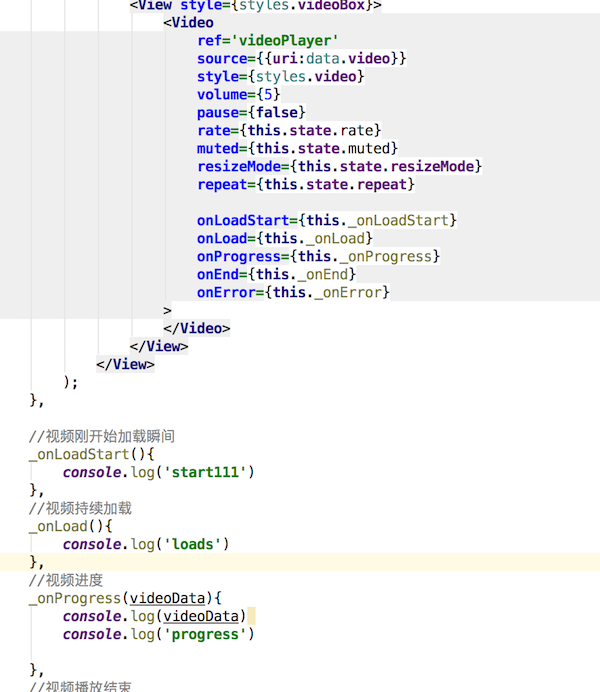 <View style={styles.videoBox}>
<Video
ref='videoPlayer'
source={{uri:data.video}}
style={styles.video}
volume={5}
pause={false}
rate={this.state.rate}
muted={this.state.muted}
resizeMode={this.state.resizeMode}
repeat={this.state.repeat}
onLoadStart={this._onLoadStart}
onLoad={this._onLoad}
onProgress={this._onProgress}
onEnd={this._onEnd}
onError={this._onError}
>
</Video>
</View>
</View>
);
},
//视频刚开始加载瞬间
_onLoadStart(){
console.log('start111')
},
//视频持续加载
_onLoad(){
console.log('loads')
},
//视频进度
_onProgress(videoData){
console.log(videoData)
console.log('progress')
},
//视频播放结束